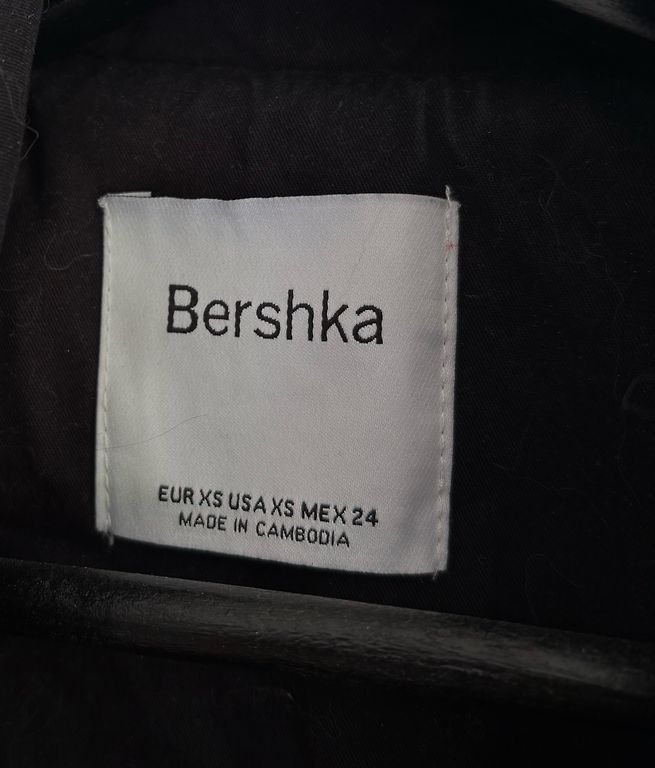 Bershka
EUR XS USA XS MEX 24
MADE IN CAMBODIA